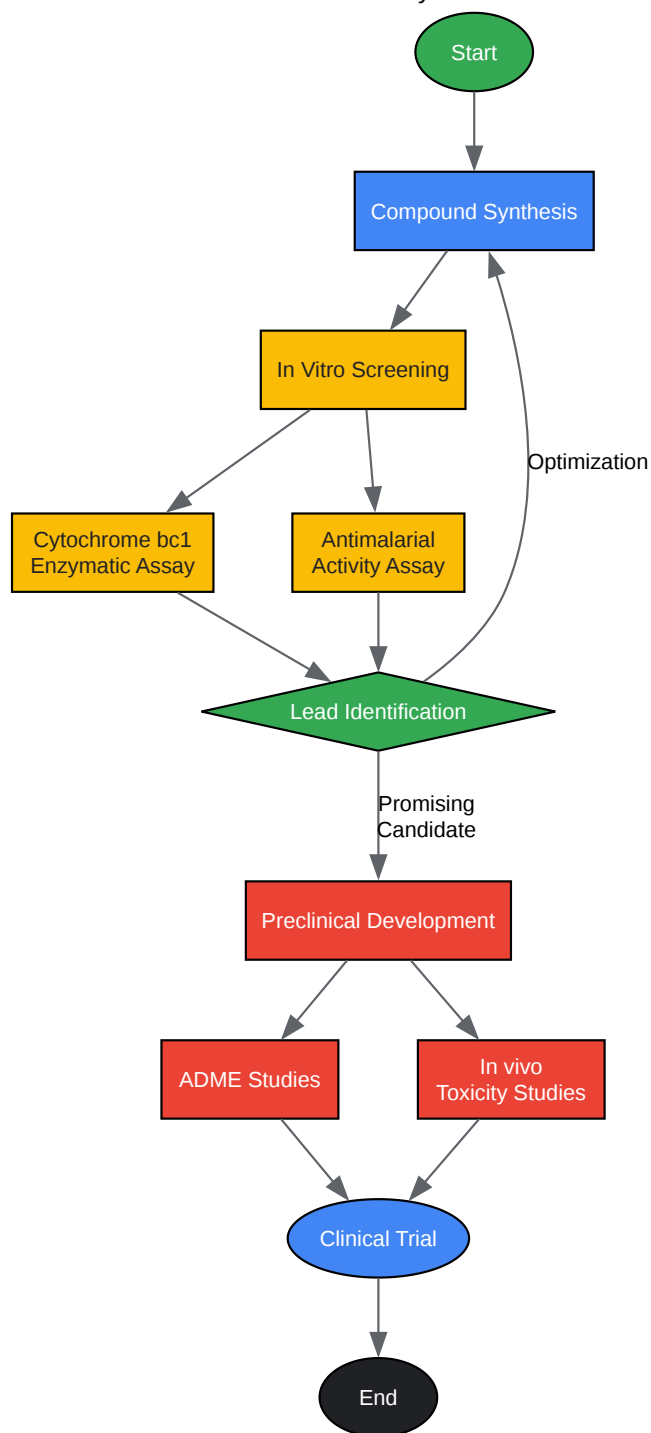 Start
Compound Synthesis
In Vitro Screening
Optimization
Cytochrome bc1
Enzymatic Assay
Antimalarial
Activity Assay
Lead Identification
Promising
Candidate
Preclinical Development
ADME Studies
In vivo
Toxicity Studies
Clinical Trial
End